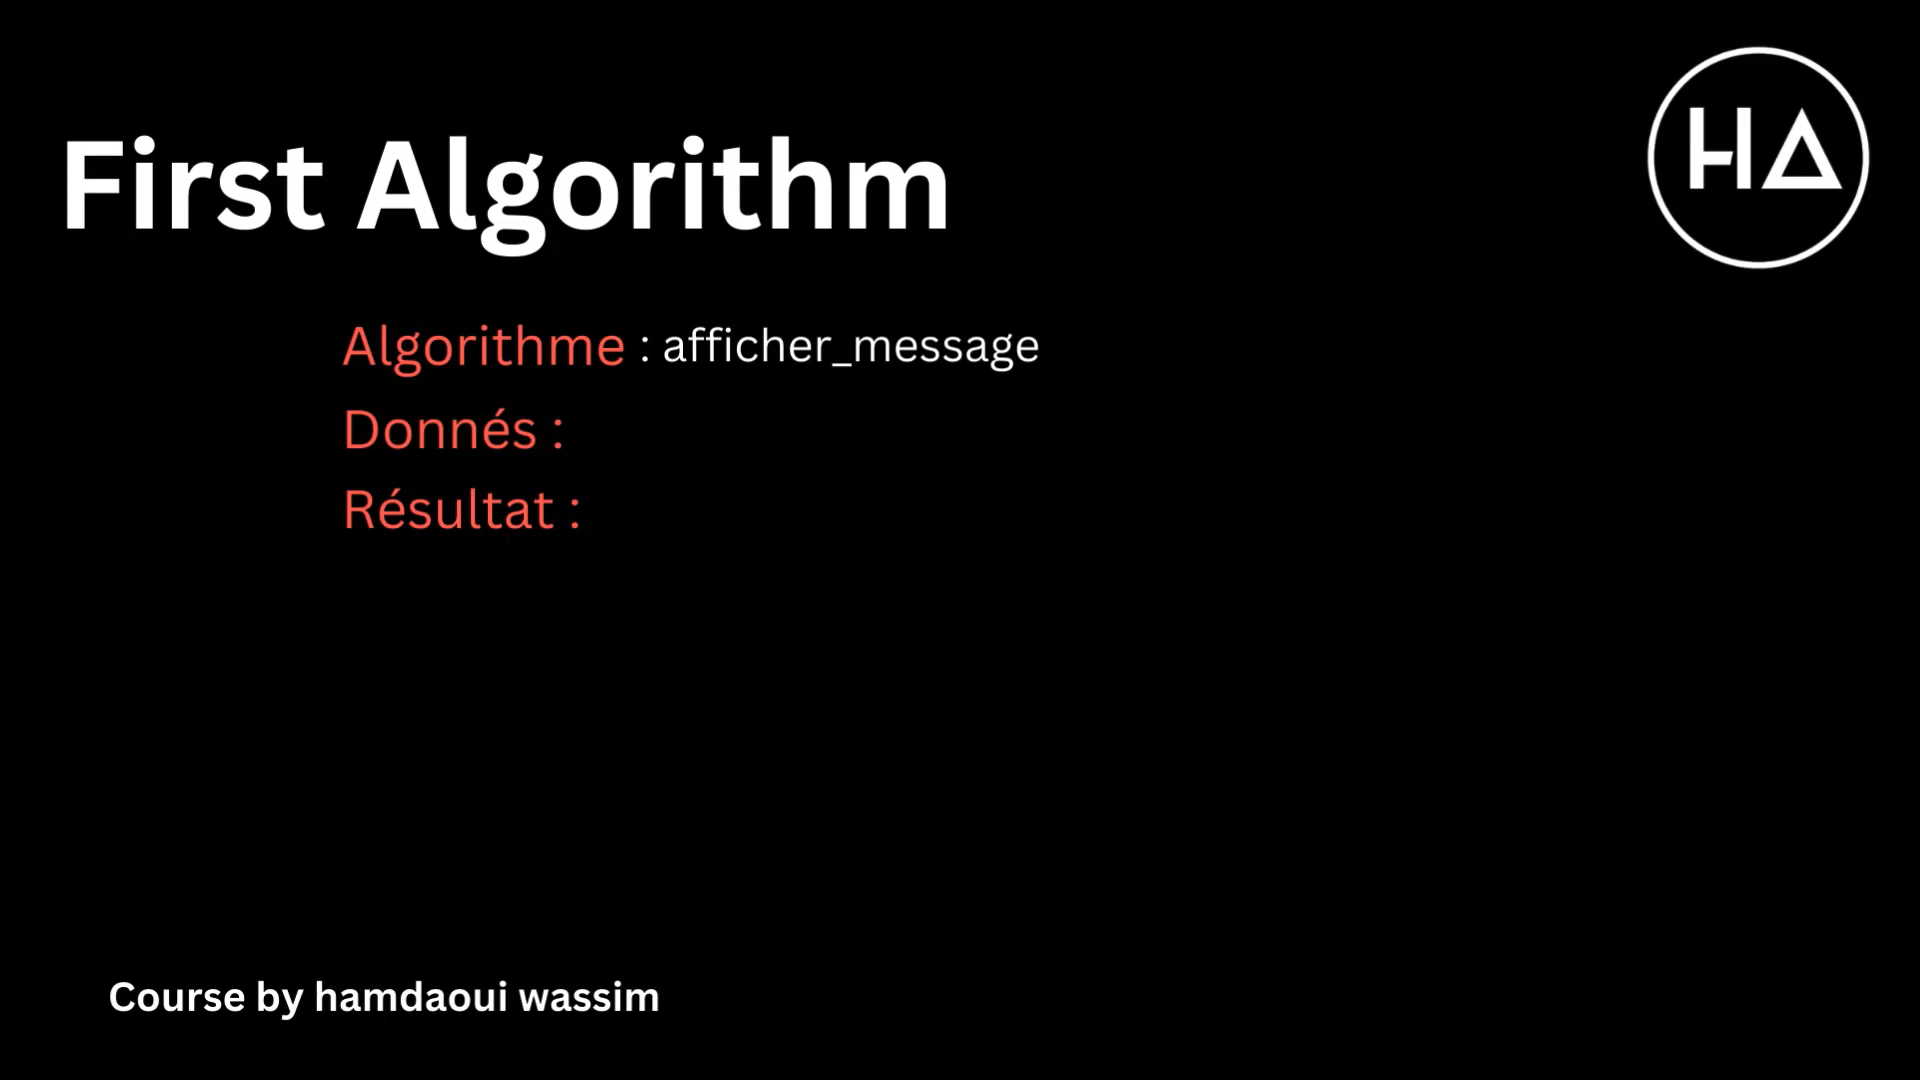 First Algorithm
HA
Algorithme : afficher_message
Donnés :
Résultat :
Course by hamdaoui wassim